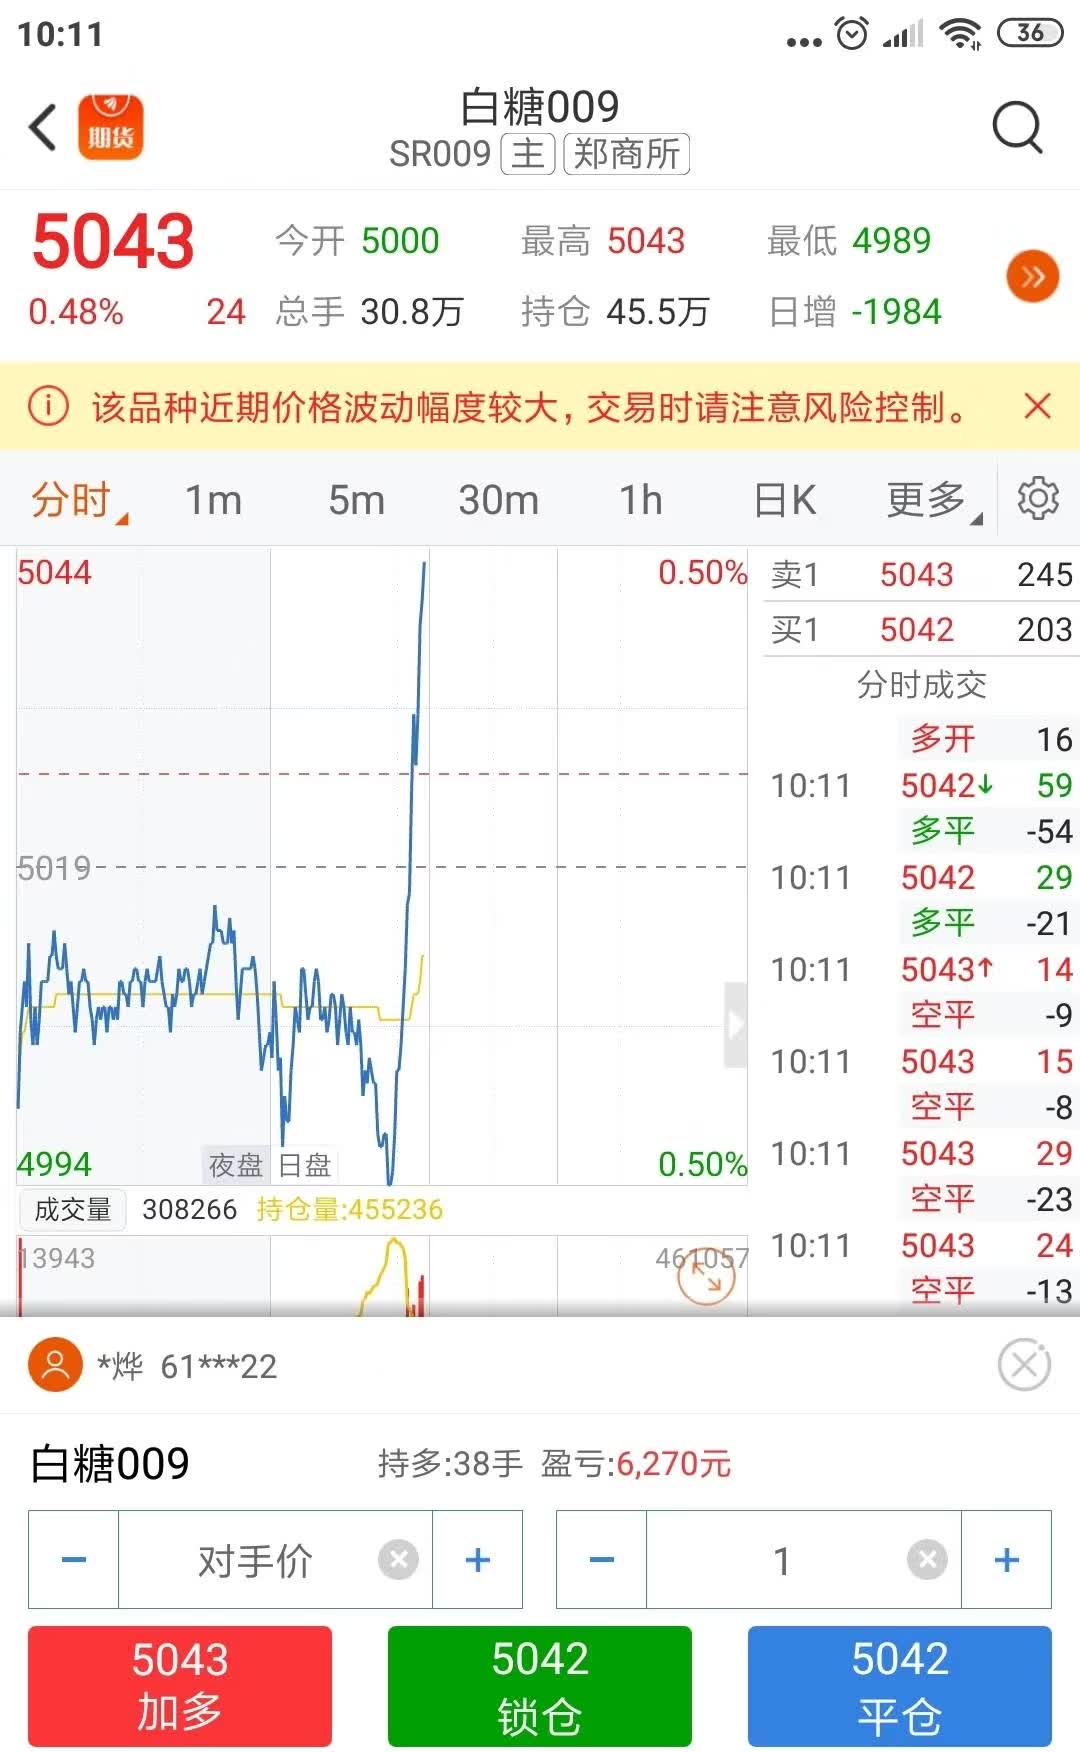 10:11
36
期货
白糖009
SR009 主 郑商所
5043 今开 5000 最高 5043 最低 4989
0.48% 24 总手 30.8万 持仓 45.5万 日增 -1984
该品种近期价格波动幅度较大，交易时请注意风险控制。
分时 1m 5m 30m 1h 日K 更多
5044 0.50%
5019
4994 夜盘 日盘 0.50%
成交量 308266 持仓量:455236
13943 461057
卖1 5043 245
买1 5042 203
分时成交
多开 16
10:11 5042↓ 59
多平 -54
10:11 5042 29
多平 -21
10:11 5043↑ 14
空平 -9
10:11 5043 15
空平 -8
10:11 5043 29
空平 -23
10:11 5043 24
空平 -13
*烨 61***22
白糖009 持多:38手 盈亏:6,270元
− 对手价 + − 1 +
5043 5042 5042
加多 锁仓 平仓